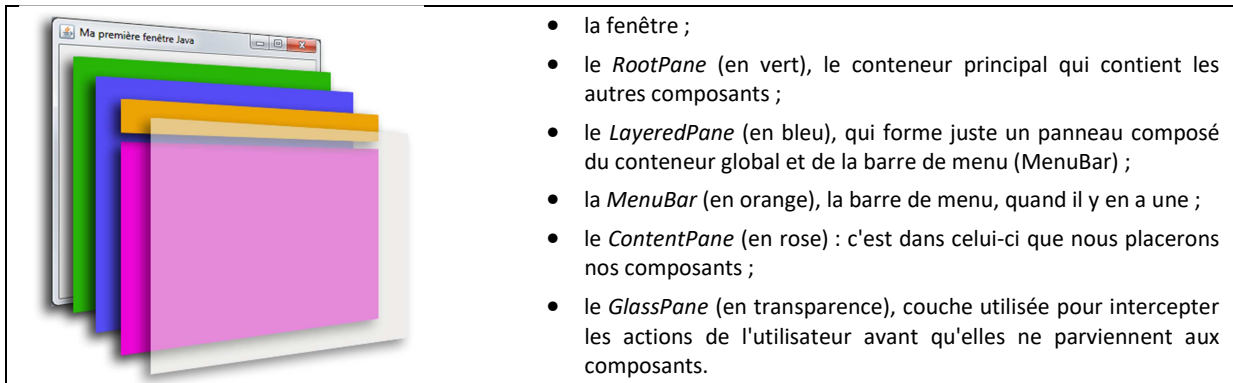 Ma première fenêtre Java
• la fenêtre ;
• le RootPane (en vert), le conteneur principal qui contient les
autres composants ;
• le LayeredPane (en bleu), qui forme juste un panneau composé
du conteneur global et de la barre de menu (MenuBar) ;
• la MenuBar (en orange), la barre de menu, quand il y en a une ;
• le ContentPane (en rose) : c'est dans celui-ci que nous placerons
nos composants ;
• le GlassPane (en transparence), couche utilisée pour intercepter
les actions de l'utilisateur avant qu'elles ne parviennent aux
composants.